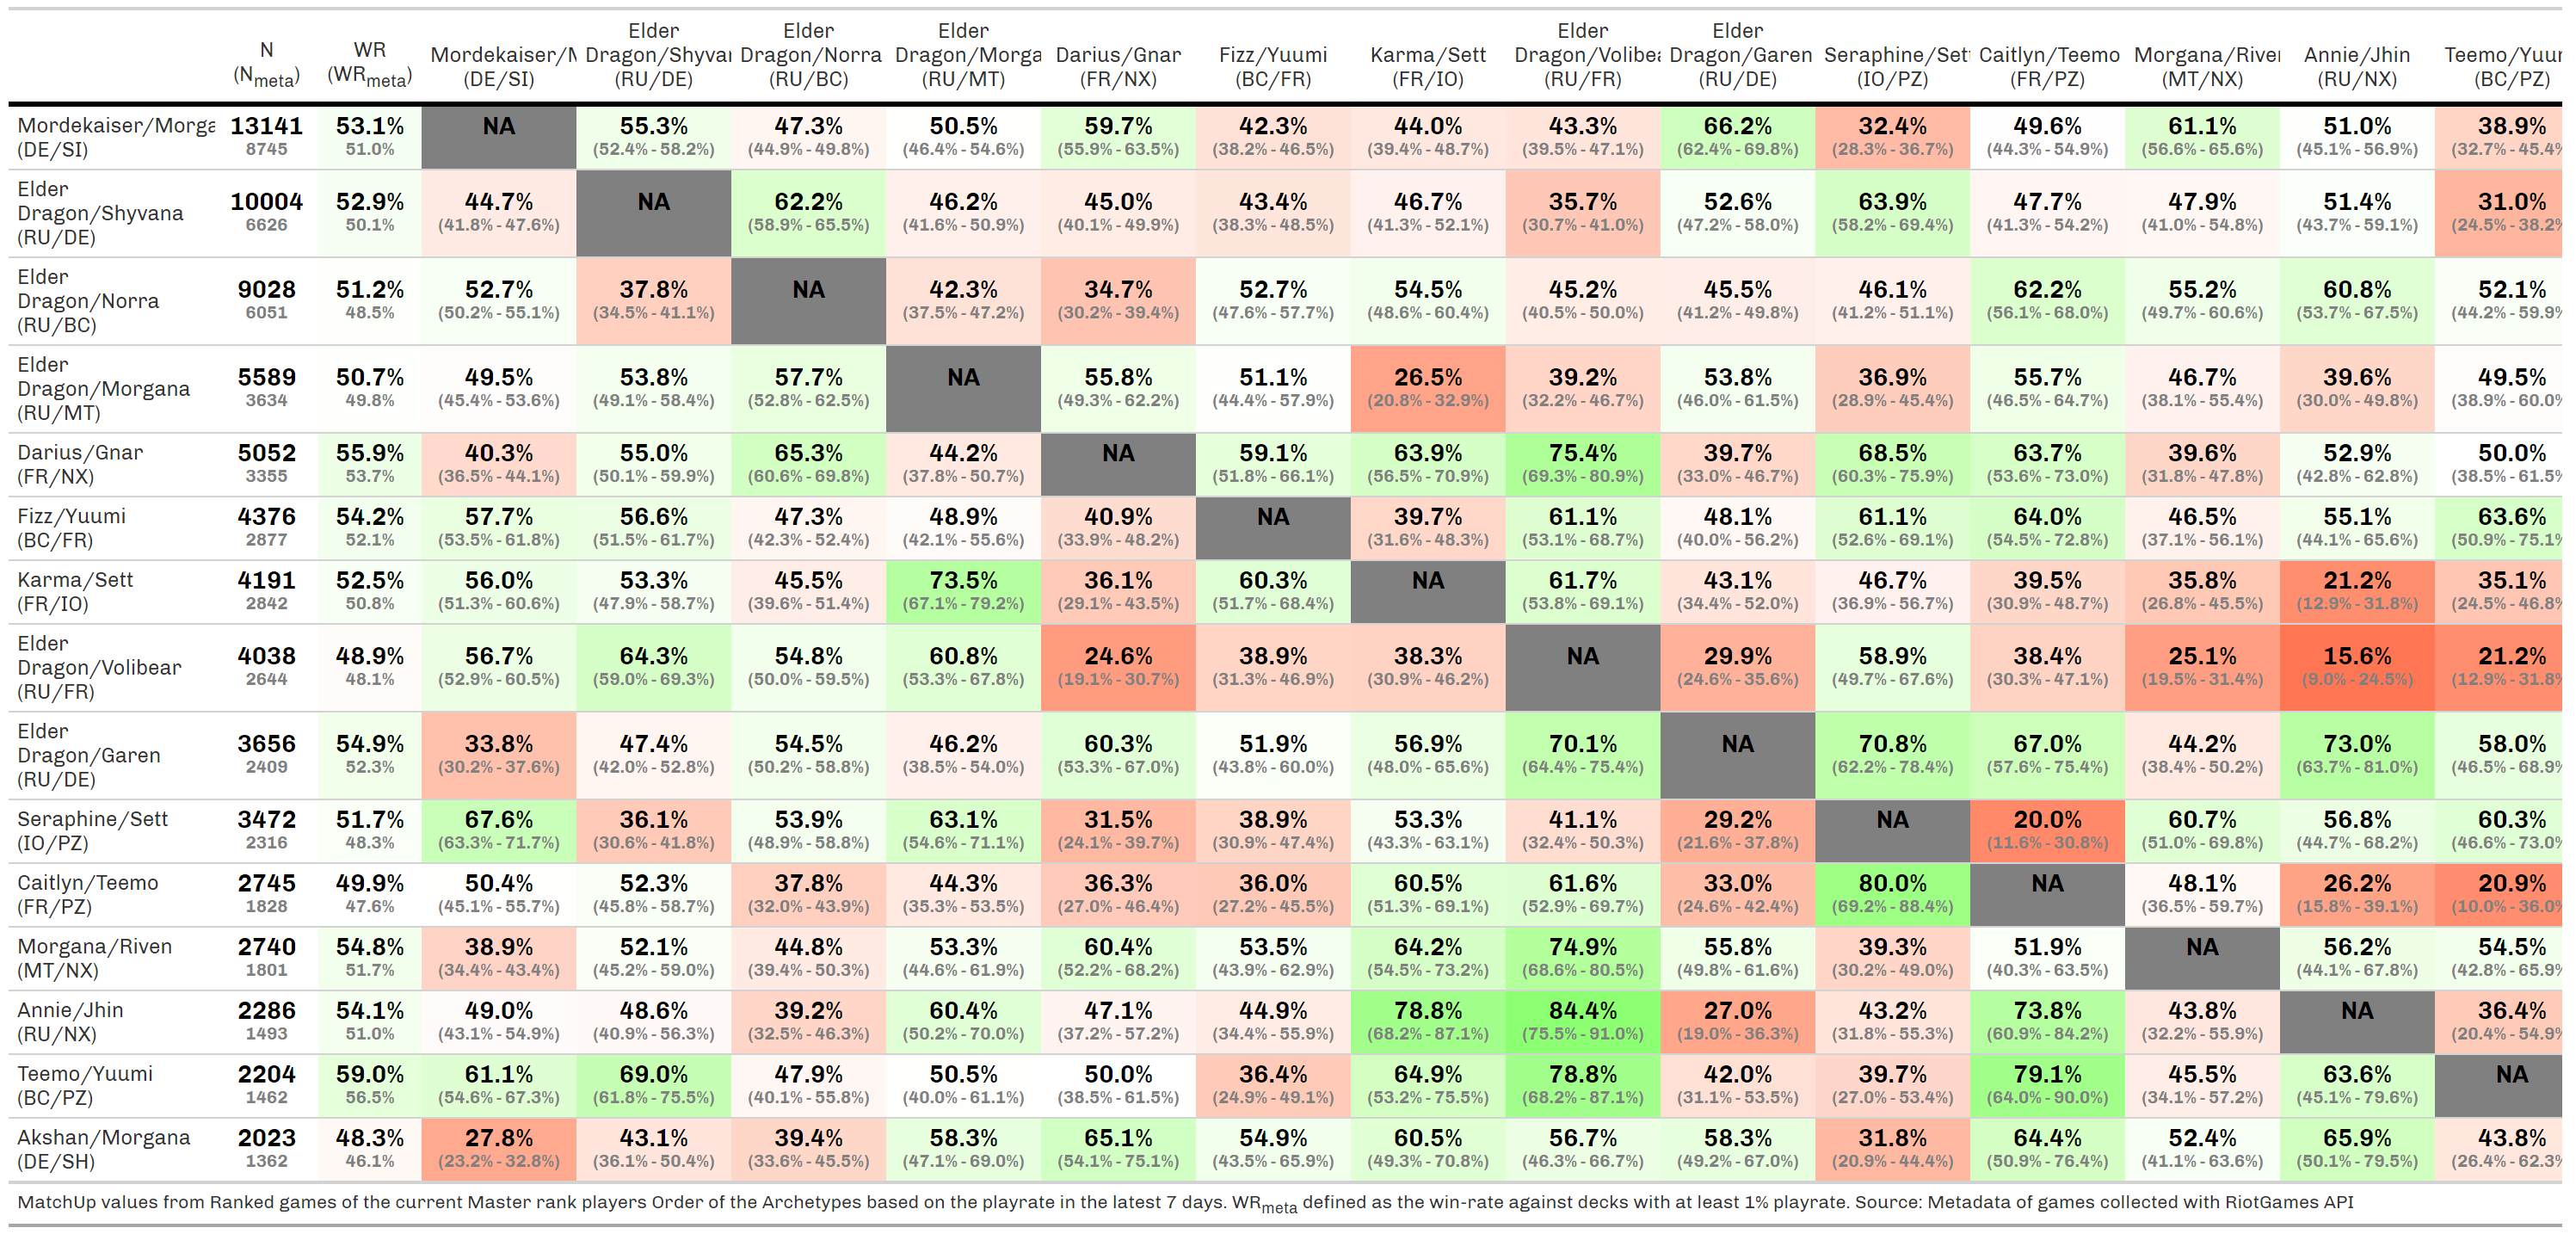 Elder Elder Elder Elder Elder
N WR Mordekaiser/M Dragon/Shyvar Dragon/Norra Dragon/Morga Darius/Gnar Fizz/Yuumi Karma/Sett Dragon/Volibea Dragon/Garen Seraphine/Sett Caitlyn/Teemo Morgana/Riven Annie/Jhin Teemo/Yuur
(Nmeta) (WRmeta) (DE/SI) (RU/DE) (RU/BC) (RU/MT) (FR/NX) (BC/FR) (FR/IO) (RU/FR) (RU/DE) (IO/PZ) (FR/PZ) (MT/NX) (RU/NX) (BC/PZ)
Mordekaiser/Morga 13141 53.1% NA 55.3% 47.3% 50.5% 59.7% 42.3% 44.0% 43.3% 66.2% 32.4% 49.6% 61.1% 51.0% 38.9%
(DE/SI) 8745 51.0% (52.4% - 58.2%) (44.9% - 49.8%) (46.4% - 54.6%) (55.9% - 63.5%) (38.2% - 46.5%) (39.4% - 48.7%) (39.5% - 47.1%) (62.4% - 69.8%) (28.3% - 36.7%) (44.3% - 54.9%) (56.6% - 65.6%) (45.1% - 56.9%) (32.7% - 45.4%
Elder
Dragon/Shyvana 10004 52.9% 44.7% NA 62.2% 46.2% 45.0% 43.4% 46.7% 35.7% 52.6% 63.9% 47.7% 47.9% 51.4% 31.0%
(RU/DE) 6626 50.1% (41.8% - 47.6%) (58.9% - 65.5%) (41.6% - 50.9%) (40.1% - 49.9%) (38.3% - 48.5%) (41.3% - 52.1%) (30.7% - 41.0%) (47.2% - 58.0%) (58.2% - 69.4%) (41.3% - 54.2%) (41.0% - 54.8%) (43.7% - 59.1%) (24.5% - 38.2%
Elder
Dragon/Norra 9028 51.2% 52.7% 37.8% NA 42.3% 34.7% 52.7% 54.5% 45.2% 45.5% 46.1% 62.2% 55.2% 60.8% 52.1%
(RU/BC) 6051 48.5% (50.2% - 55.1%) (34.5% - 41.1%) (37.5% - 47.2%) (30.2% - 39.4%) (47.6% - 57.7%) (48.6% - 60.4%) (40.5% - 50.0%) (41.2% - 49.8%) (41.2% - 51.1%) (56.1% - 68.0%) (49.7% - 60.6%) (53.7% - 67.5%) (44.2% - 59.9%
Elder
Dragon/Morgana 5589 50.7% 49.5% 53.8% 57.7% NA 55.8% 51.1% 26.5% 39.2% 53.8% 36.9% 55.7% 46.7% 39.6% 49.5%
(RU/MT) 3634 49.8% (45.4% - 53.6%) (49.1% - 58.4%) (52.8% - 62.5%) (49.3% - 62.2%) (44.4% - 57.9%) (20.8% - 32.9%) (32.2% - 46.7%) (46.0% - 61.5%) (28.9% - 45.4%) (46.5% - 64.7%) (38.1% - 55.4%) (30.0% - 49.8%) (38.9% - 60.0%
Darius/Gnar 5052 55.9% 40.3% 55.0% 65.3% 44.2% NA 59.1% 63.9% 75.4% 39.7% 68.5% 63.7% 39.6% 52.9% 50.0%
(FR/NX) 3355 53.7% (36.5% - 44.1%) (50.1% - 59.9%) (60.6% - 69.8%) (37.8% - 50.7%) (51.8% - 66.1%) (56.5% - 70.9%) (69.3% - 80.9%) (33.0% - 46.7%) (60.3% - 75.9%) (53.6% - 73.0%) (31.8% - 47.8%) (42.8% - 62.8%) (38.5% - 61.5%
Fizz/Yuumi 4376 54.2% 57.7% 56.6% 47.3% 48.9% 40.9% NA 39.7% 61.1% 48.1% 61.1% 64.0% 46.5% 55.1% 63.6%
(BC/FR) 2877 52.1% (53.5% - 61.8%) (51.5% - 61.7%) (42.3% - 52.4%) (42.1% - 55.6%) (33.9% - 48.2%) (31.6% - 48.3%) (53.1% - 68.7%) (40.0% - 56.2%) (52.6% - 69.1%) (54.5% - 72.8%) (37.1% - 56.1%) (44.1% - 65.6%) (50.9% - 75.1%
Karma/Sett 4191 52.5% 56.0% 53.3% 45.5% 73.5% 36.1% 60.3% NA 61.7% 43.1% 46.7% 39.5% 35.8% 21.2% 35.1%
(FR/IO) 2842 50.8% (51.3% - 60.6%) (47.9% - 58.7%) (39.6% - 51.4%) (67.1% - 79.2%) (29.1% - 43.5%) (51.7% - 68.4%) (53.8% - 69.1%) (34.4% - 52.0%) (36.9% - 56.7%) (30.9% - 48.7%) (26.8% - 45.5%) (12.9% - 31.8%) (24.5% - 46.8%
Elder
Dragon/Volibear 4038 48.9% 56.7% 64.3% 54.8% 60.8% 24.6% 38.9% 38.3% NA 29.9% 58.9% 38.4% 25.1% 15.6% 21.2%
(RU/FR) 2644 48.1% (52.9% - 60.5%) (59.0% - 69.3%) (50.0% - 59.5%) (53.3% - 67.8%) (19.1% - 30.7%) (31.3% - 46.9%) (30.9% - 46.2%) (24.6% - 35.6%) (49.7% - 67.6%) (30.3% - 47.1%) (19.5% - 31.4%) (9.0% - 24.5%) (12.9% - 31.8%
Elder
Dragon/Garen 3656 54.9% 33.8% 47.4% 54.5% 46.2% 60.3% 51.9% 56.9% 70.1% NA 70.8% 67.0% 44.2% 73.0% 58.0%
(RU/DE) 2409 52.3% (30.2% - 37.6%) (42.0% - 52.8%) (50.2% - 58.8%) (38.5% - 54.0%) (53.3% - 67.0%) (43.8% - 60.0%) (48.0% - 65.6%) (64.4% - 75.4%) (62.2% - 78.4%) (57.6% - 75.4%) (38.4% - 50.2%) (63.7% - 81.0%) (46.5% - 68.9%
Seraphine/Sett 3472 51.7% 67.6% 36.1% 53.9% 63.1% 31.5% 38.9% 53.3% 41.1% 29.2% NA 20.0% 60.7% 56.8% 60.3%
(IO/PZ) 2316 48.3% (63.3% - 71.7%) (30.6% - 41.8%) (48.9% - 58.8%) (54.6% - 71.1%) (24.1% - 39.7%) (30.9% - 47.4%) (43.3% - 63.1%) (32.4% - 50.3%) (21.6% - 37.8%) (11.6% - 30.8%) (51.0% - 69.8%) (44.7% - 68.2%) (46.6% - 73.0%
Caitlyn/Teemo 2745 49.9% 50.4% 52.3% 37.8% 44.3% 36.3% 36.0% 60.5% 61.6% 33.0% 80.0% NA 48.1% 26.2% 20.9%
(FR/PZ) 1828 47.6% (45.1% - 55.7%) (45.8% - 58.7%) (32.0% - 43.9%) (35.3% - 53.5%) (27.0% - 46.4%) (27.2% - 45.5%) (51.3% - 69.1%) (52.9% - 69.7%) (24.6% - 42.4%) (69.2% - 88.4%) (36.5% - 59.7%) (15.8% - 39.1%) (10.0% - 36.0%
Morgana/Riven 2740 54.8% 38.9% 52.1% 44.8% 53.3% 60.4% 53.5% 64.2% 74.9% 55.8% 39.3% 51.9% NA 56.2% 54.5%
(MT/NX) 1801 51.7% (34.4% - 43.4%) (45.2% - 59.0%) (39.4% - 50.3%) (44.6% - 61.9%) (52.2% - 68.2%) (43.9% - 62.9%) (54.5% - 73.2%) (68.6% - 80.5%) (49.8% - 61.6%) (30.2% - 49.0%) (40.3% - 63.5%) (44.1% - 67.8%) (42.8% - 65.9%
Annie/Jhin 2286 54.1% 49.0% 48.6% 39.2% 60.4% 47.1% 44.9% 78.8% 84.4% 27.0% 43.2% 73.8% 43.8% NA 36.4%
(RU/NX) 1493 51.0% (43.1% - 54.9%) (40.9% - 56.3%) (32.5% - 46.3%) (50.2% - 70.0%) (37.2% - 57.2%) (34.4% - 55.9%) (68.2% - 87.1%) (75.5% - 91.0%) (19.0% - 36.3%) (31.8% - 55.3%) (60.9% - 84.2%) (32.2% - 55.9%) (20.4% - 54.9%
Teemo/Yuumi 2204 59.0% 61.1% 69.0% 47.9% 50.5% 50.0% 36.4% 64.9% 78.8% 42.0% 39.7% 79.1% 45.5% 63.6% NA
(BC/PZ) 1462 56.5% (54.6% - 67.3%) (61.8% - 75.5%) (40.1% - 55.8%) (40.0% - 61.1%) (38.5% - 61.5%) (24.9% - 49.1%) (53.2% - 75.5%) (68.2% - 87.1%) (31.1% - 53.5%) (27.0% - 53.4%) (64.0% - 90.0%) (34.1% - 57.2%) (45.1% - 79.6%)
Akshan/Morgana 2023 48.3% 27.8% 43.1% 39.4% 58.3% 65.1% 54.9% 60.5% 56.7% 58.3% 31.8% 64.4% 52.4% 65.9% 43.8%
(DE/SH) 1362 46.1% (23.2% - 32.8%) (36.1% - 50.4%) (33.6% - 45.5%) (47.1% - 69.0%) (54.1% - 75.1%) (43.5% - 65.9%) (49.3% - 70.8%) (46.3% - 66.7%) (49.2% - 67.0%) (20.9% - 44.4%) (50.9% - 76.4%) (41.1% - 63.6%) (50.1% - 79.5%) (26.4% - 62.3%
MatchUp values from Ranked games of the current Master rank players Order of the Archetypes based on the playrate in the latest 7 days. WRmeta defined as the win-rate against decks with at least 1% playrate. Source: Metadata of games collected with RiotGames API